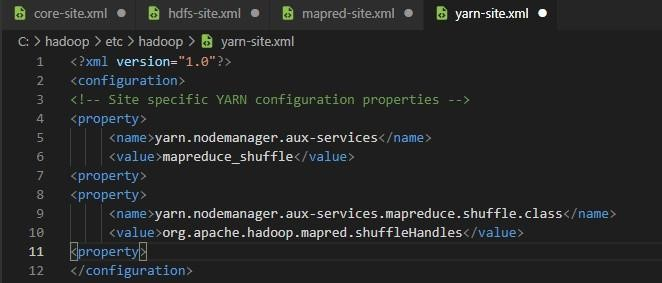 core-site.xml hdfs-site.xml mapred-site.xml yarn-site.xml
C: > hadoop > etc > hadoop > yarn-site.xml
1 <?xml version="1.0"?>
2 <configuration>
3 <!-- Site specific YARN configuration properties -->
4 <property>
5 <name>yarn.nodemanager.aux-services</name>
6 <value>mapreduce_shuffle</value>
7 <property>
8 <property>
9 <name>yarn.nodemanager.aux-services.mapreduce.shuffle.class</name>
10 <value>org.apache.hadoop.mapred.shuffleHandles</value>
11 <property>
12 </configuration>